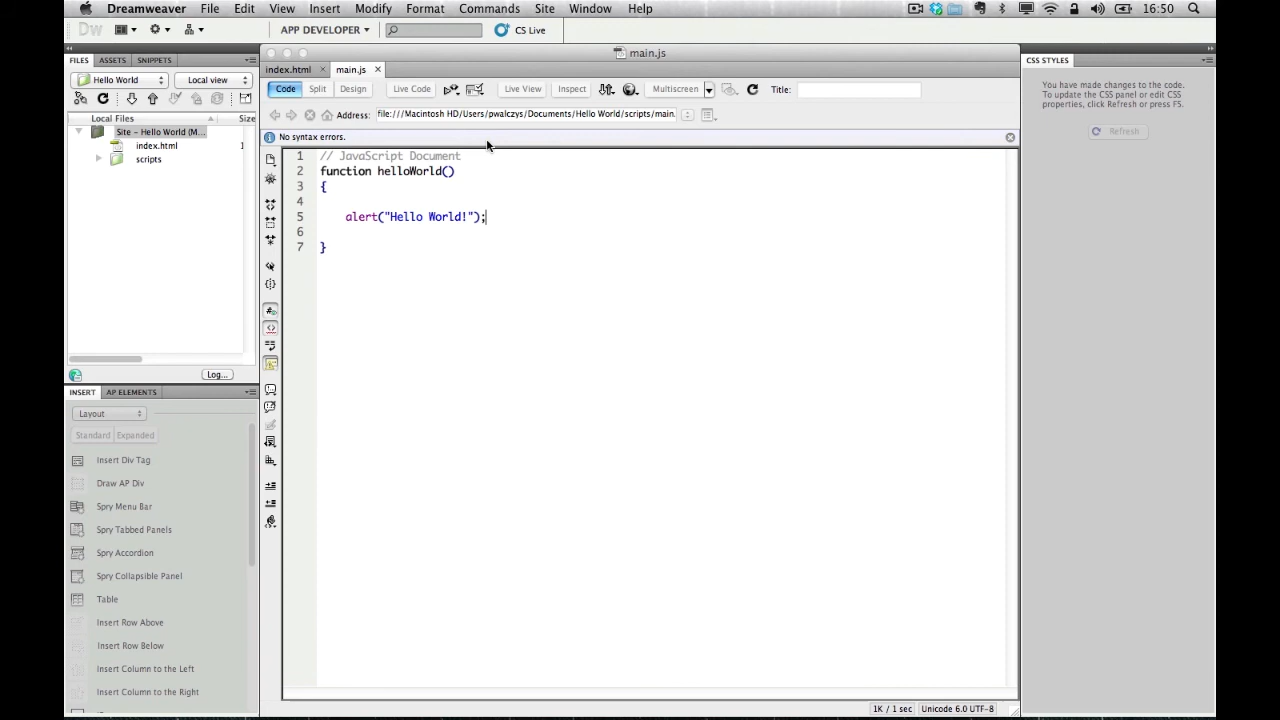 Dreamweaver File Edit View Insert Modify Format Commands Site Window Help 16:50
Dw APP DEVELOPER CS Live
main.js
FILES ASSETS SNIPPETS
index.html main.js
CSS STYLES
Hello World Local view
Code Split Design Live Code Live View Inspect Multiscreen Title:
You have made changes to the code.
To update the CSS panel or edit CSS
properties, click Refresh or press F5.
Refresh
Address: file:///Macintosh HD/Users/pwalczys/Documents/Hello World/scripts/main.
Local Files Size
Site - Hello World (M...
index.html 1
scripts
No syntax errors.
1 // JavaScript Document
2 function helloWorld()
3 {
4
5 alert("Hello World!");
6
7 }
Log...
INSERT AP ELEMENTS
Layout
Standard Expanded
Insert Div Tag
Draw AP Div
Spry Menu Bar
Spry Tabbed Panels
Spry Accordion
Spry Collapsible Panel
Table
Insert Row Above
Insert Row Below
Insert Column to the Left
Insert Column to the Right
1K / 1 sec Unicode 6.0 UTF-8